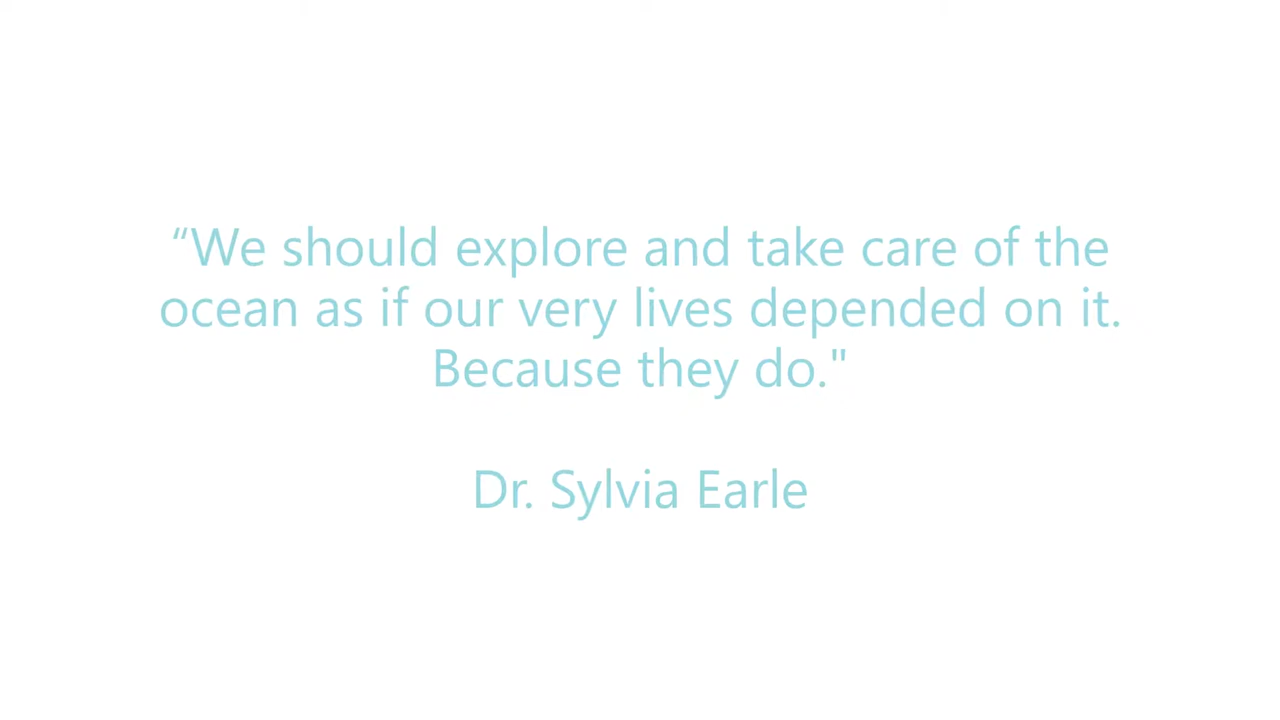 “We should explore and take care of the
ocean as if our very lives depended on it.
Because they do."
Dr. Sylvia Earle